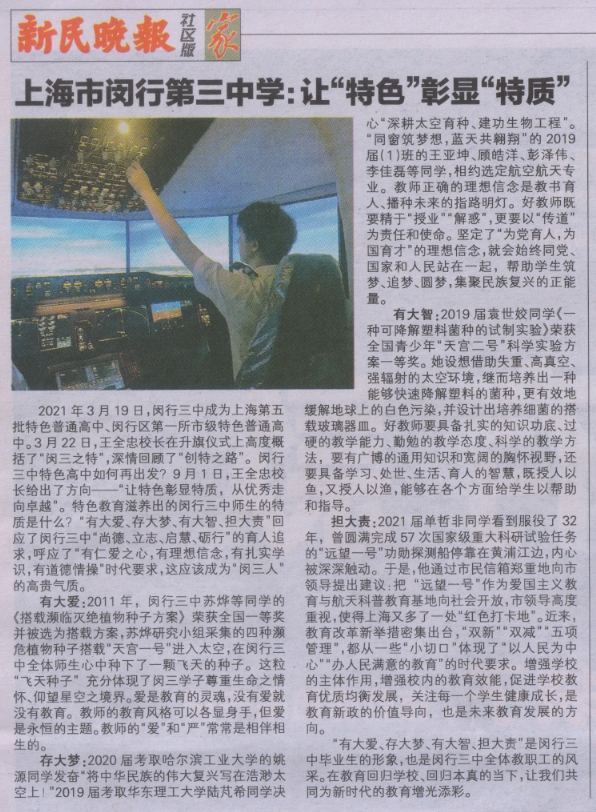 新民晚報
社区版
家
上海市闵行第三中学：让“特色”彰显“特质”
2021年3月19日，闵行三中成为上海第五
批特色普通高中、闵行区第一所市级特色普通高
中。3月22日，王全忠校长在升旗仪式上高度概
括了“闵三之特”，深情回顾了“创特之路”。闵行
三中特色高中如何再出发？9月1日，王全忠校
长给出了方向——“让特色彰显特质，从优秀走
向卓越”。特色教育滋养出的闵行三中师生的特
质是什么？“有大爱、存大梦、有大智、担大责”回
应了闵行三中“尚德、立志、启慧、砺行”的育人追
求，呼应了“有仁爱之心，有理想信念，有扎实学
识，有道德情操”时代要求，这应该成为“闵三人”
的高贵气质。
有大爱：2011年，闵行三中苏烨等同学的
《搭载濒临灭绝植物种子方案》荣获全国一等奖
并被选为搭载方案，苏烨研究小组采集的四种濒
危植物种子搭载“天宫一号”进入太空，在闵行三
中全体师生心中种下了一颗飞天的种子。这粒
“飞天种子”充分体现了闵三学子尊重生命之情
怀、仰望星空之境界。爱是教育的灵魂，没有爱就
没有教育。教师的教育风格可以各显身手，但爱
是永恒的主题。教师的“爱”和“严”常常是相伴相
生的。
存大梦：2020届考取哈尔滨工业大学的姚
源同学发奋“将中华民族的伟大复兴写在浩渺太
空上！”2019届考取华东理工大学陆芃希同学决
心“深耕太空育种、建功生物工程”。
“同窗筑梦想，蓝天共翱翔”的2019
届（1）班的王亚坤、顾皓洋、彭泽伟、
李佳磊等同学，相约选定航空航天专
业。教师正确的理想信念是教书育
人、播种未来的指路明灯。好教师既
要精于“授业”“解惑”，更要以“传道”
为责任和使命。坚定了“为党育人，为
国育才”的理想信念，就会始终同党、
国家和人民站在一起，帮助学生筑
梦、追梦、圆梦，集聚民族复兴的正能
量。
有大智：2019届袁世姣同学《一
种可降解塑料菌种的试制实验》荣获
全国青少年“天宫二号”科学实验方
案一等奖。她设想借助失重、高真空、
强辐射的太空环境，继而培养出一种
能够快速降解塑料的菌种，更有效地
缓解地球上的白色污染，并设计出培养细菌的搭
载玻璃器皿。好教师要具备扎实的知识功底、过
硬的教学能力、勤勉的教学态度、科学的教学方
法，要有广博的通用知识和宽阔的胸怀视野，还
要具备学习、处世、生活、育人的智慧，既授人以
鱼，又授人以渔，能够在各个方面给学生以帮助
和指导。
担大责：2021届单哲非同学看到服役了32
年，曾圆满完成57次国家级重大科研试验任务
的“远望一号”功勋探测船停靠在黄浦江边，内心
被深深触动。于是，他通过市民信箱郑重地向市
领导提出建议：把“远望一号”作为爱国主义教育
与航天科普教育基地向社会开放，市领导高度
重视，使得上海又多了一处“红色打卡地”。近来，
教育改革新举措密集出台，“双新”“双减”“五项
管理”，都从一些“小切口”体现了“以人民为中
心”“办人民满意的教育”的时代要求。增强学校
的主体作用，增强校内的教育效能，促进学校教
育优质均衡发展，关注每一个学生健康成长，是
教育新政的价值导向，也是未来教育发展的方
向。
“有大爱、存大梦、有大智、担大责”是闵行三
中毕业生的形象，也是闵行三中全体教职工的风
采。在教育回归学校、回归本真的当下，让我们共
同为新时代的教育增光添彩。